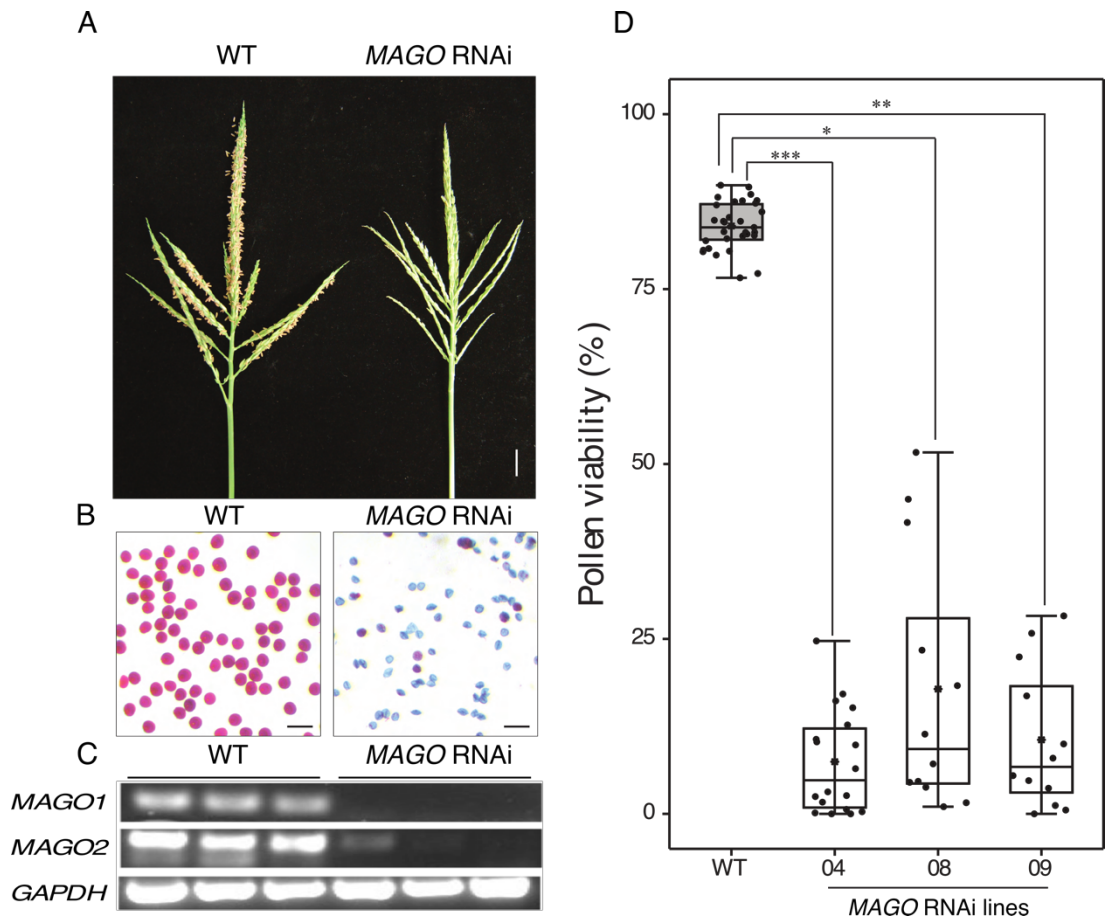 A
WT
MAGO RNAi
B
WT
MAGO RNAi
C
WT
MAGO RNAi
MAGO1
MAGO2
GAPDH
D
Pollen viability (%)
100
75
50
25
0
**
*
***
WT
04
08
09
MAGO RNAi lines